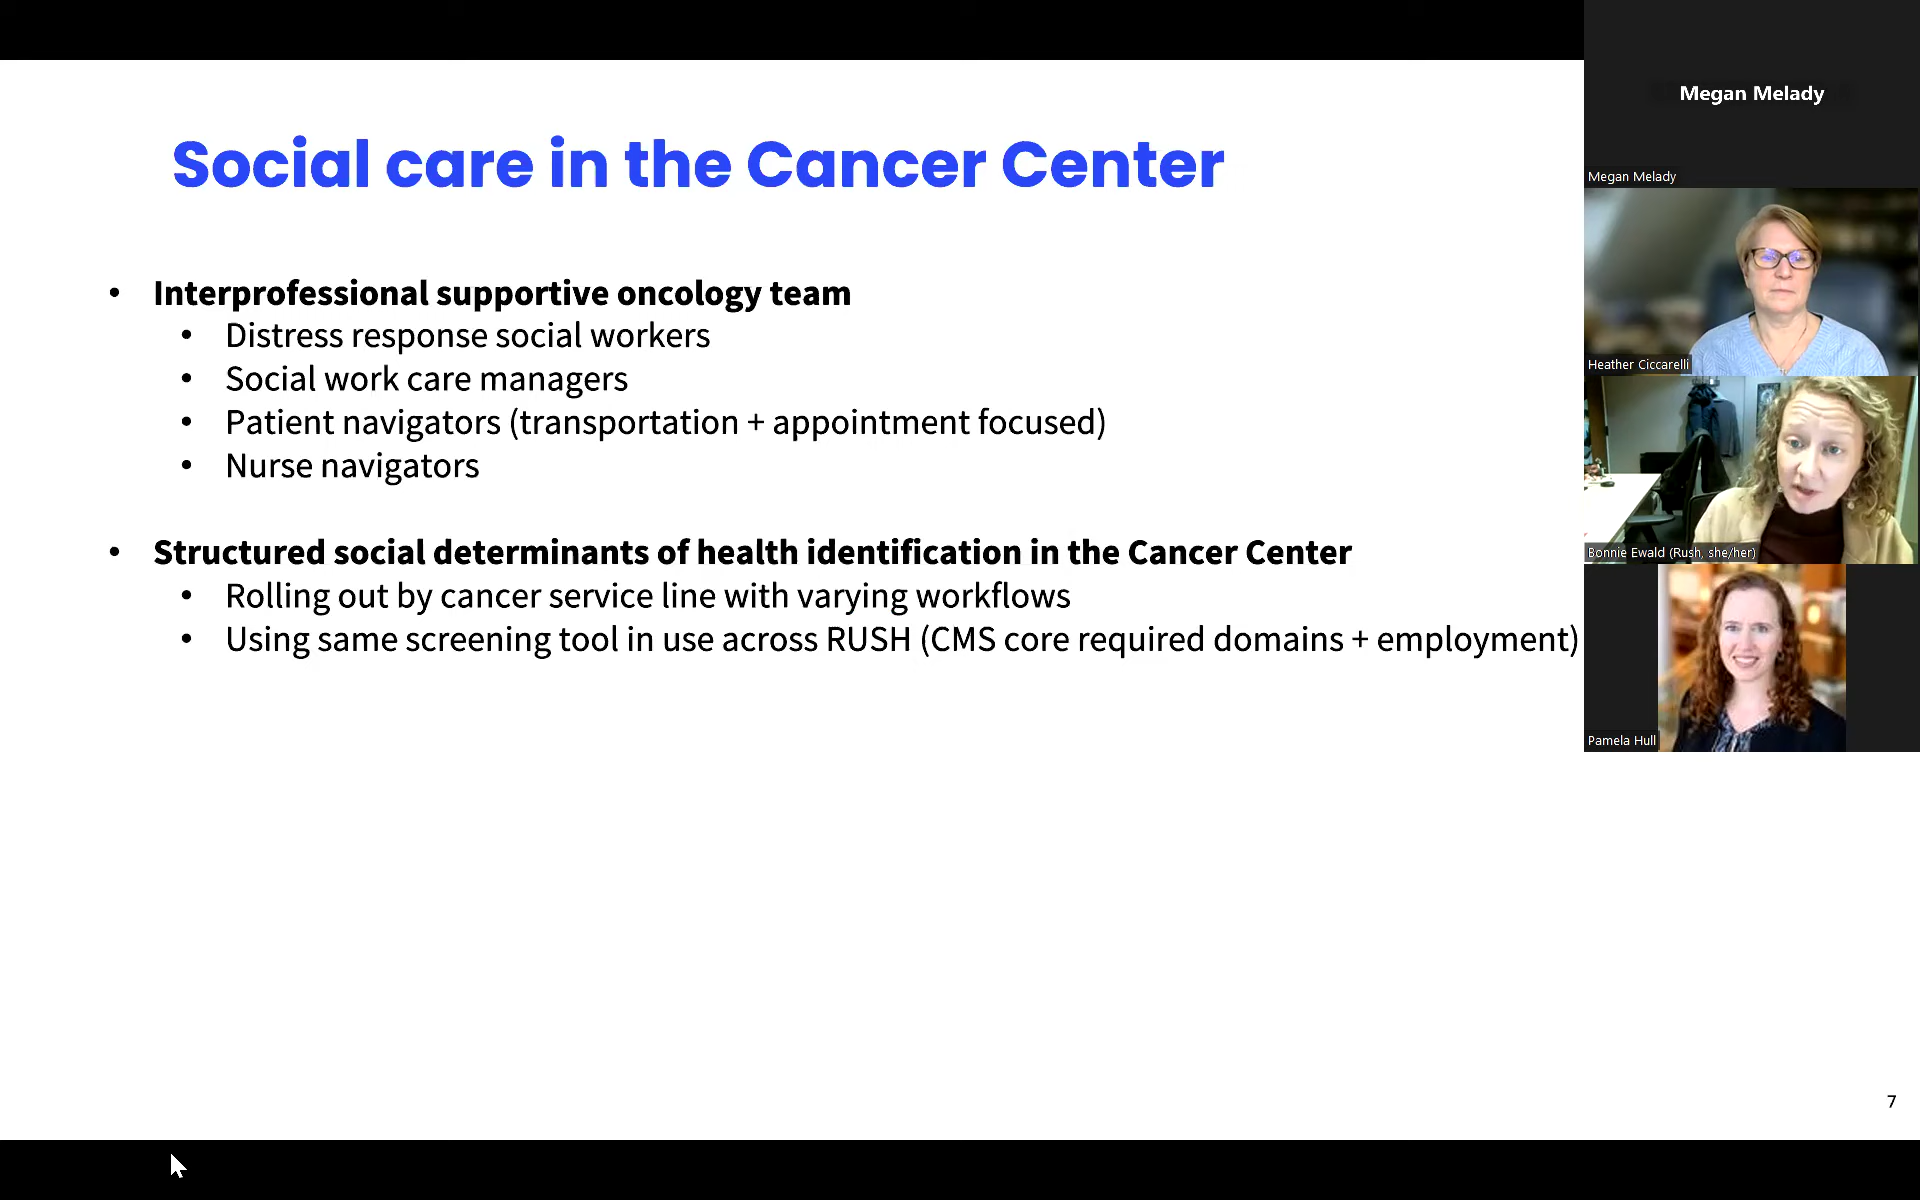 Social care in the Cancer Center
• Interprofessional supportive oncology team
• Distress response social workers
• Social work care managers
• Patient navigators (transportation + appointment focused)
• Nurse navigators
• Structured social determinants of health identification in the Cancer Center
• Rolling out by cancer service line with varying workflows
• Using same screening tool in use across RUSH (CMS core required domains + employment)
7
Megan Melady
Megan Melady
Heather Ciccarelli
Bonnie Ewald (Rush, she/her)
Pamela Hull